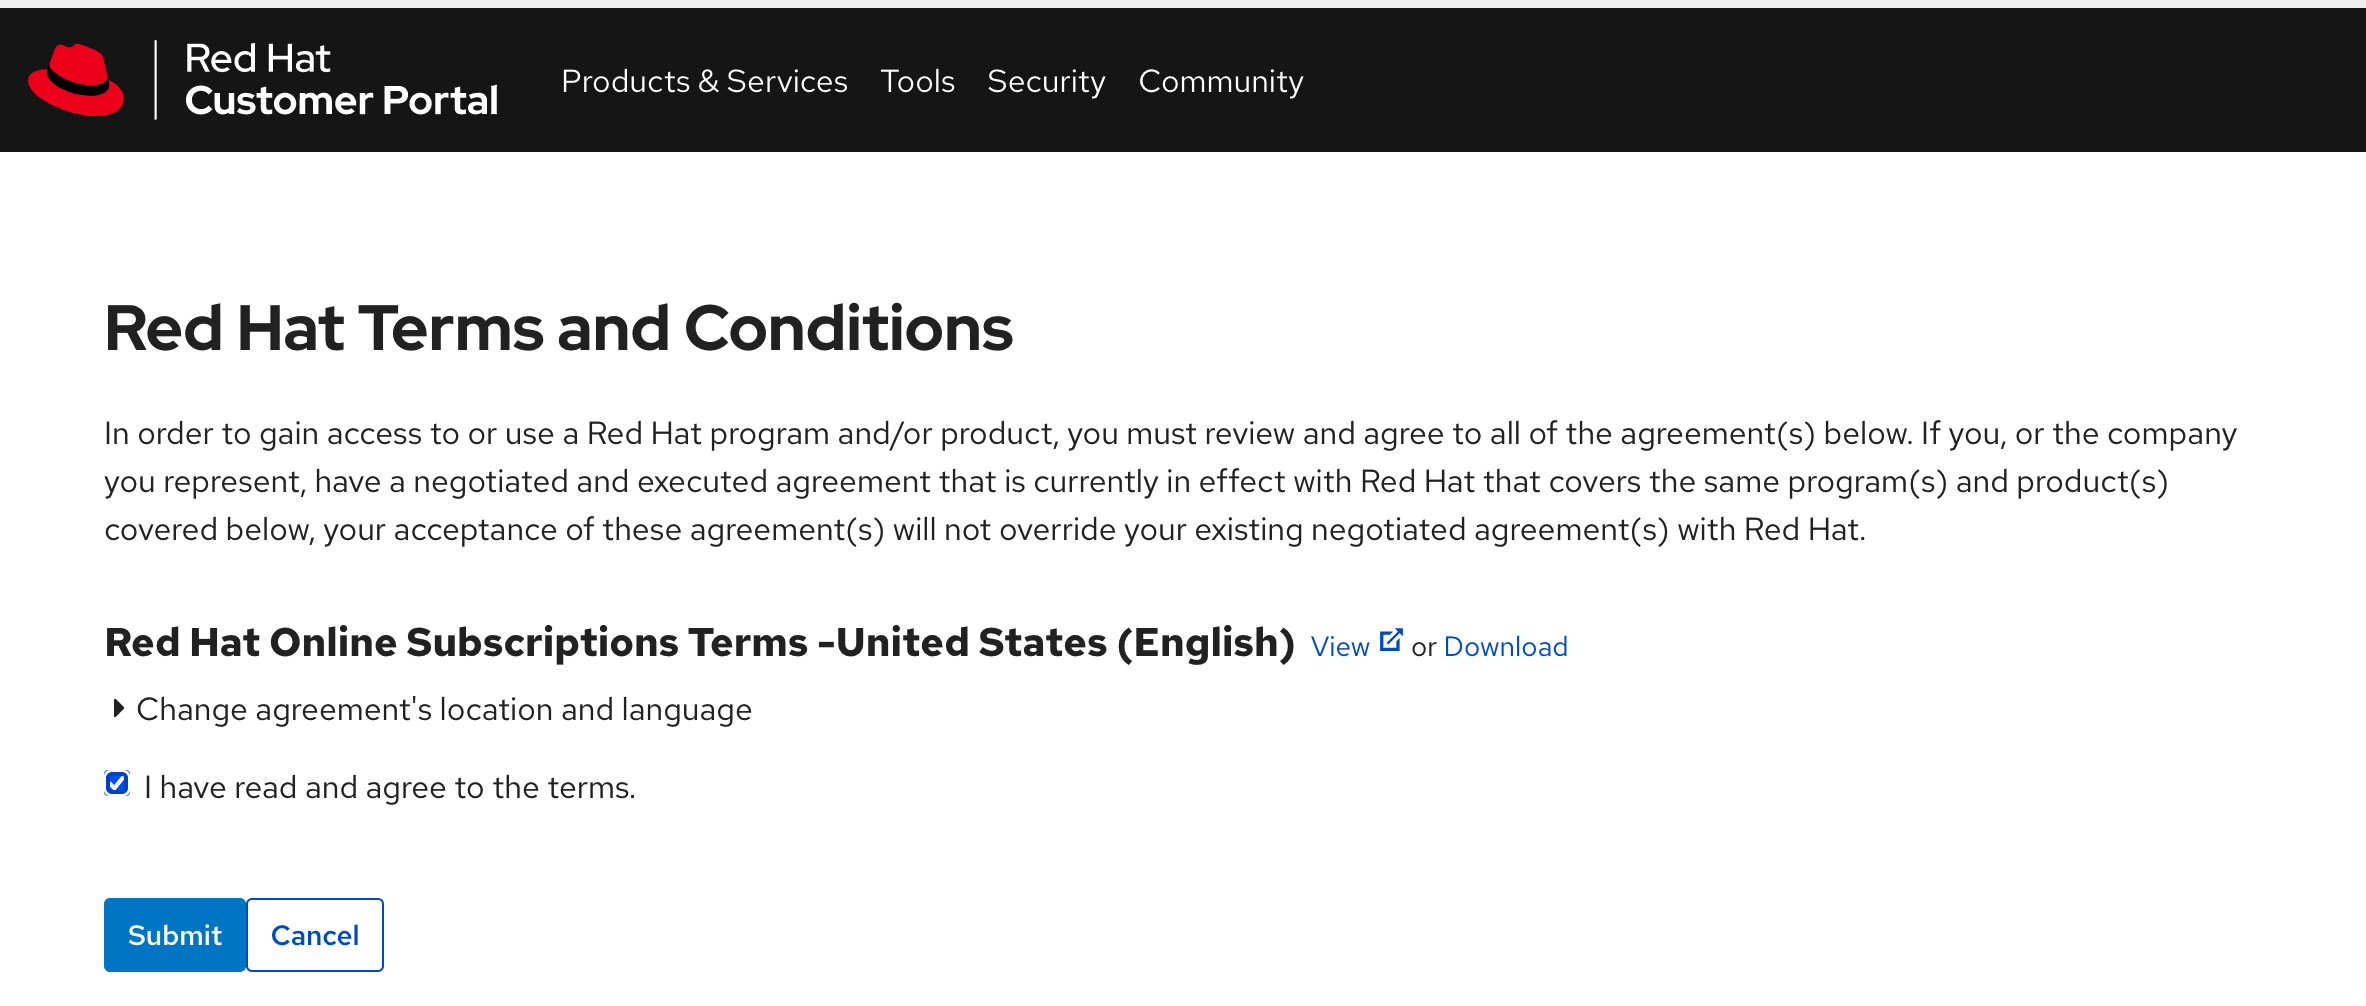 Red Hat
Customer Portal
Products & Services Tools Security Community
Red Hat Terms and Conditions
In order to gain access to or use a Red Hat program and/or product, you must review and agree to all of the agreement(s) below. If you, or the company
you represent, have a negotiated and executed agreement that is currently in effect with Red Hat that covers the same program(s) and product(s)
covered below, your acceptance of these agreement(s) will not override your existing negotiated agreement(s) with Red Hat.
Red Hat Online Subscriptions Terms -United States (English) View or Download
Change agreement's location and language
I have read and agree to the terms.
Submit Cancel